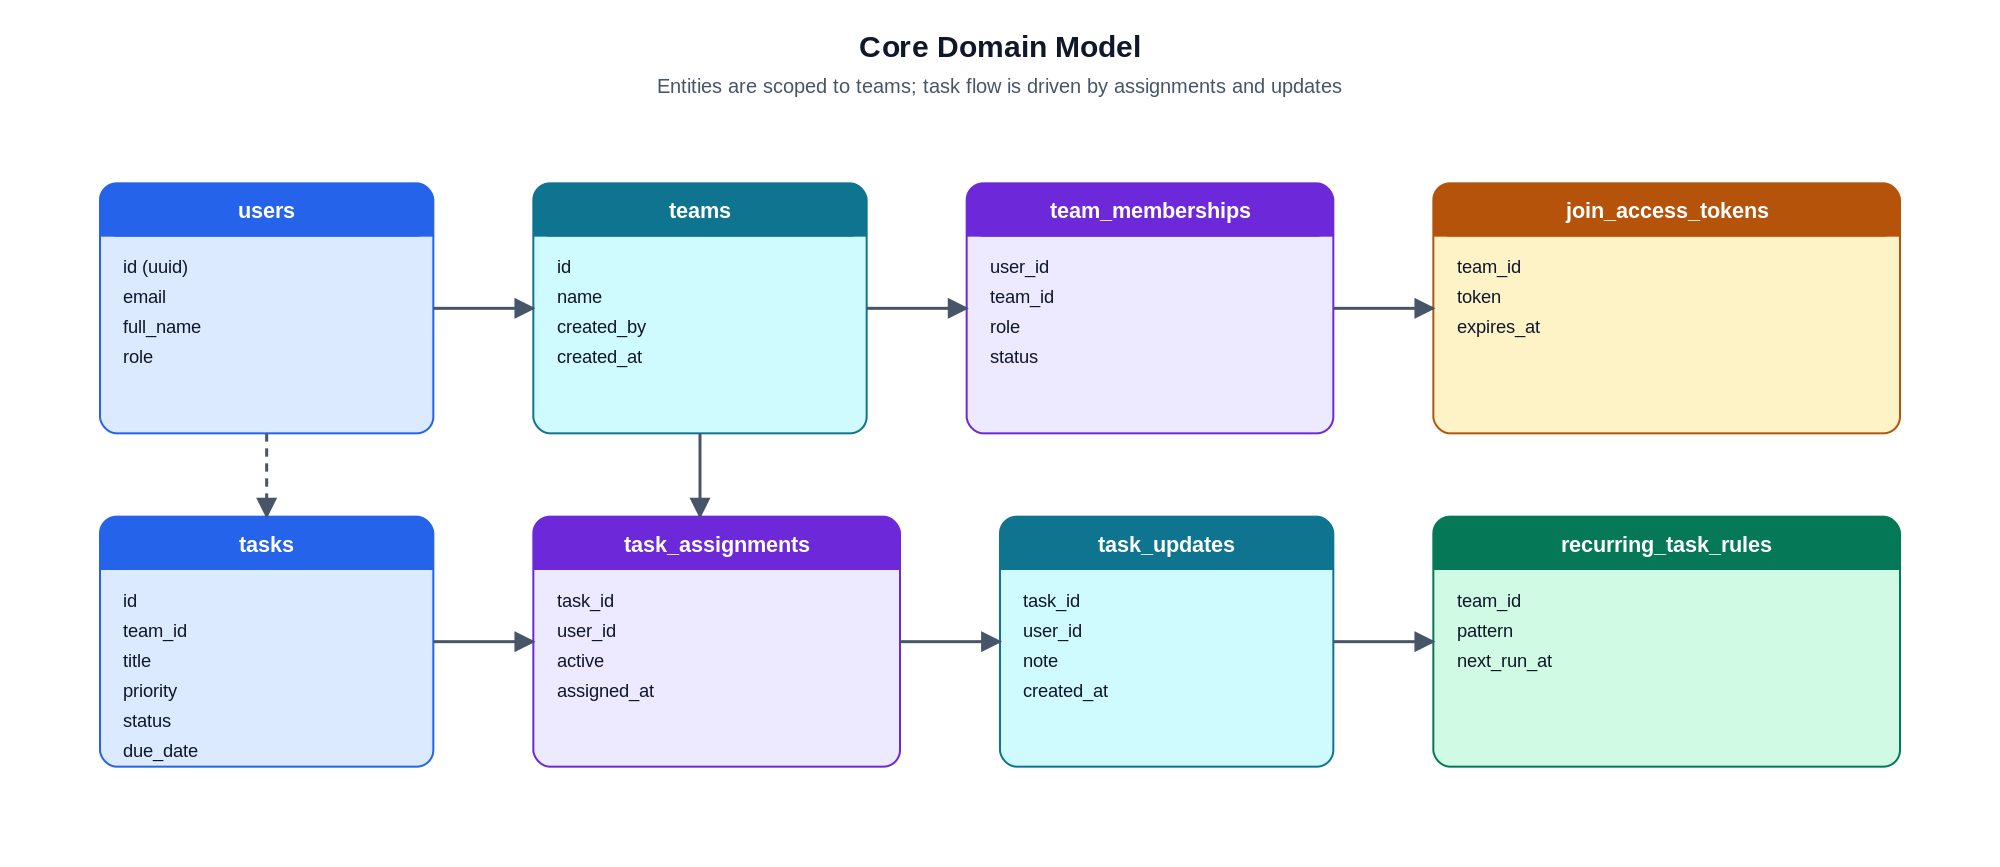 Core Domain Model
Entities are scoped to teams; task flow is driven by assignments and updates
users
id (uuid)
email
full_name
role
teams
id
name
created_by
created_at
team_memberships
user_id
team_id
role
status
join_access_tokens
team_id
token
expires_at
tasks
id
team_id
title
priority
status
due_date
task_assignments
task_id
user_id
active
assigned_at
task_updates
task_id
user_id
note
created_at
recurring_task_rules
team_id
pattern
next_run_at